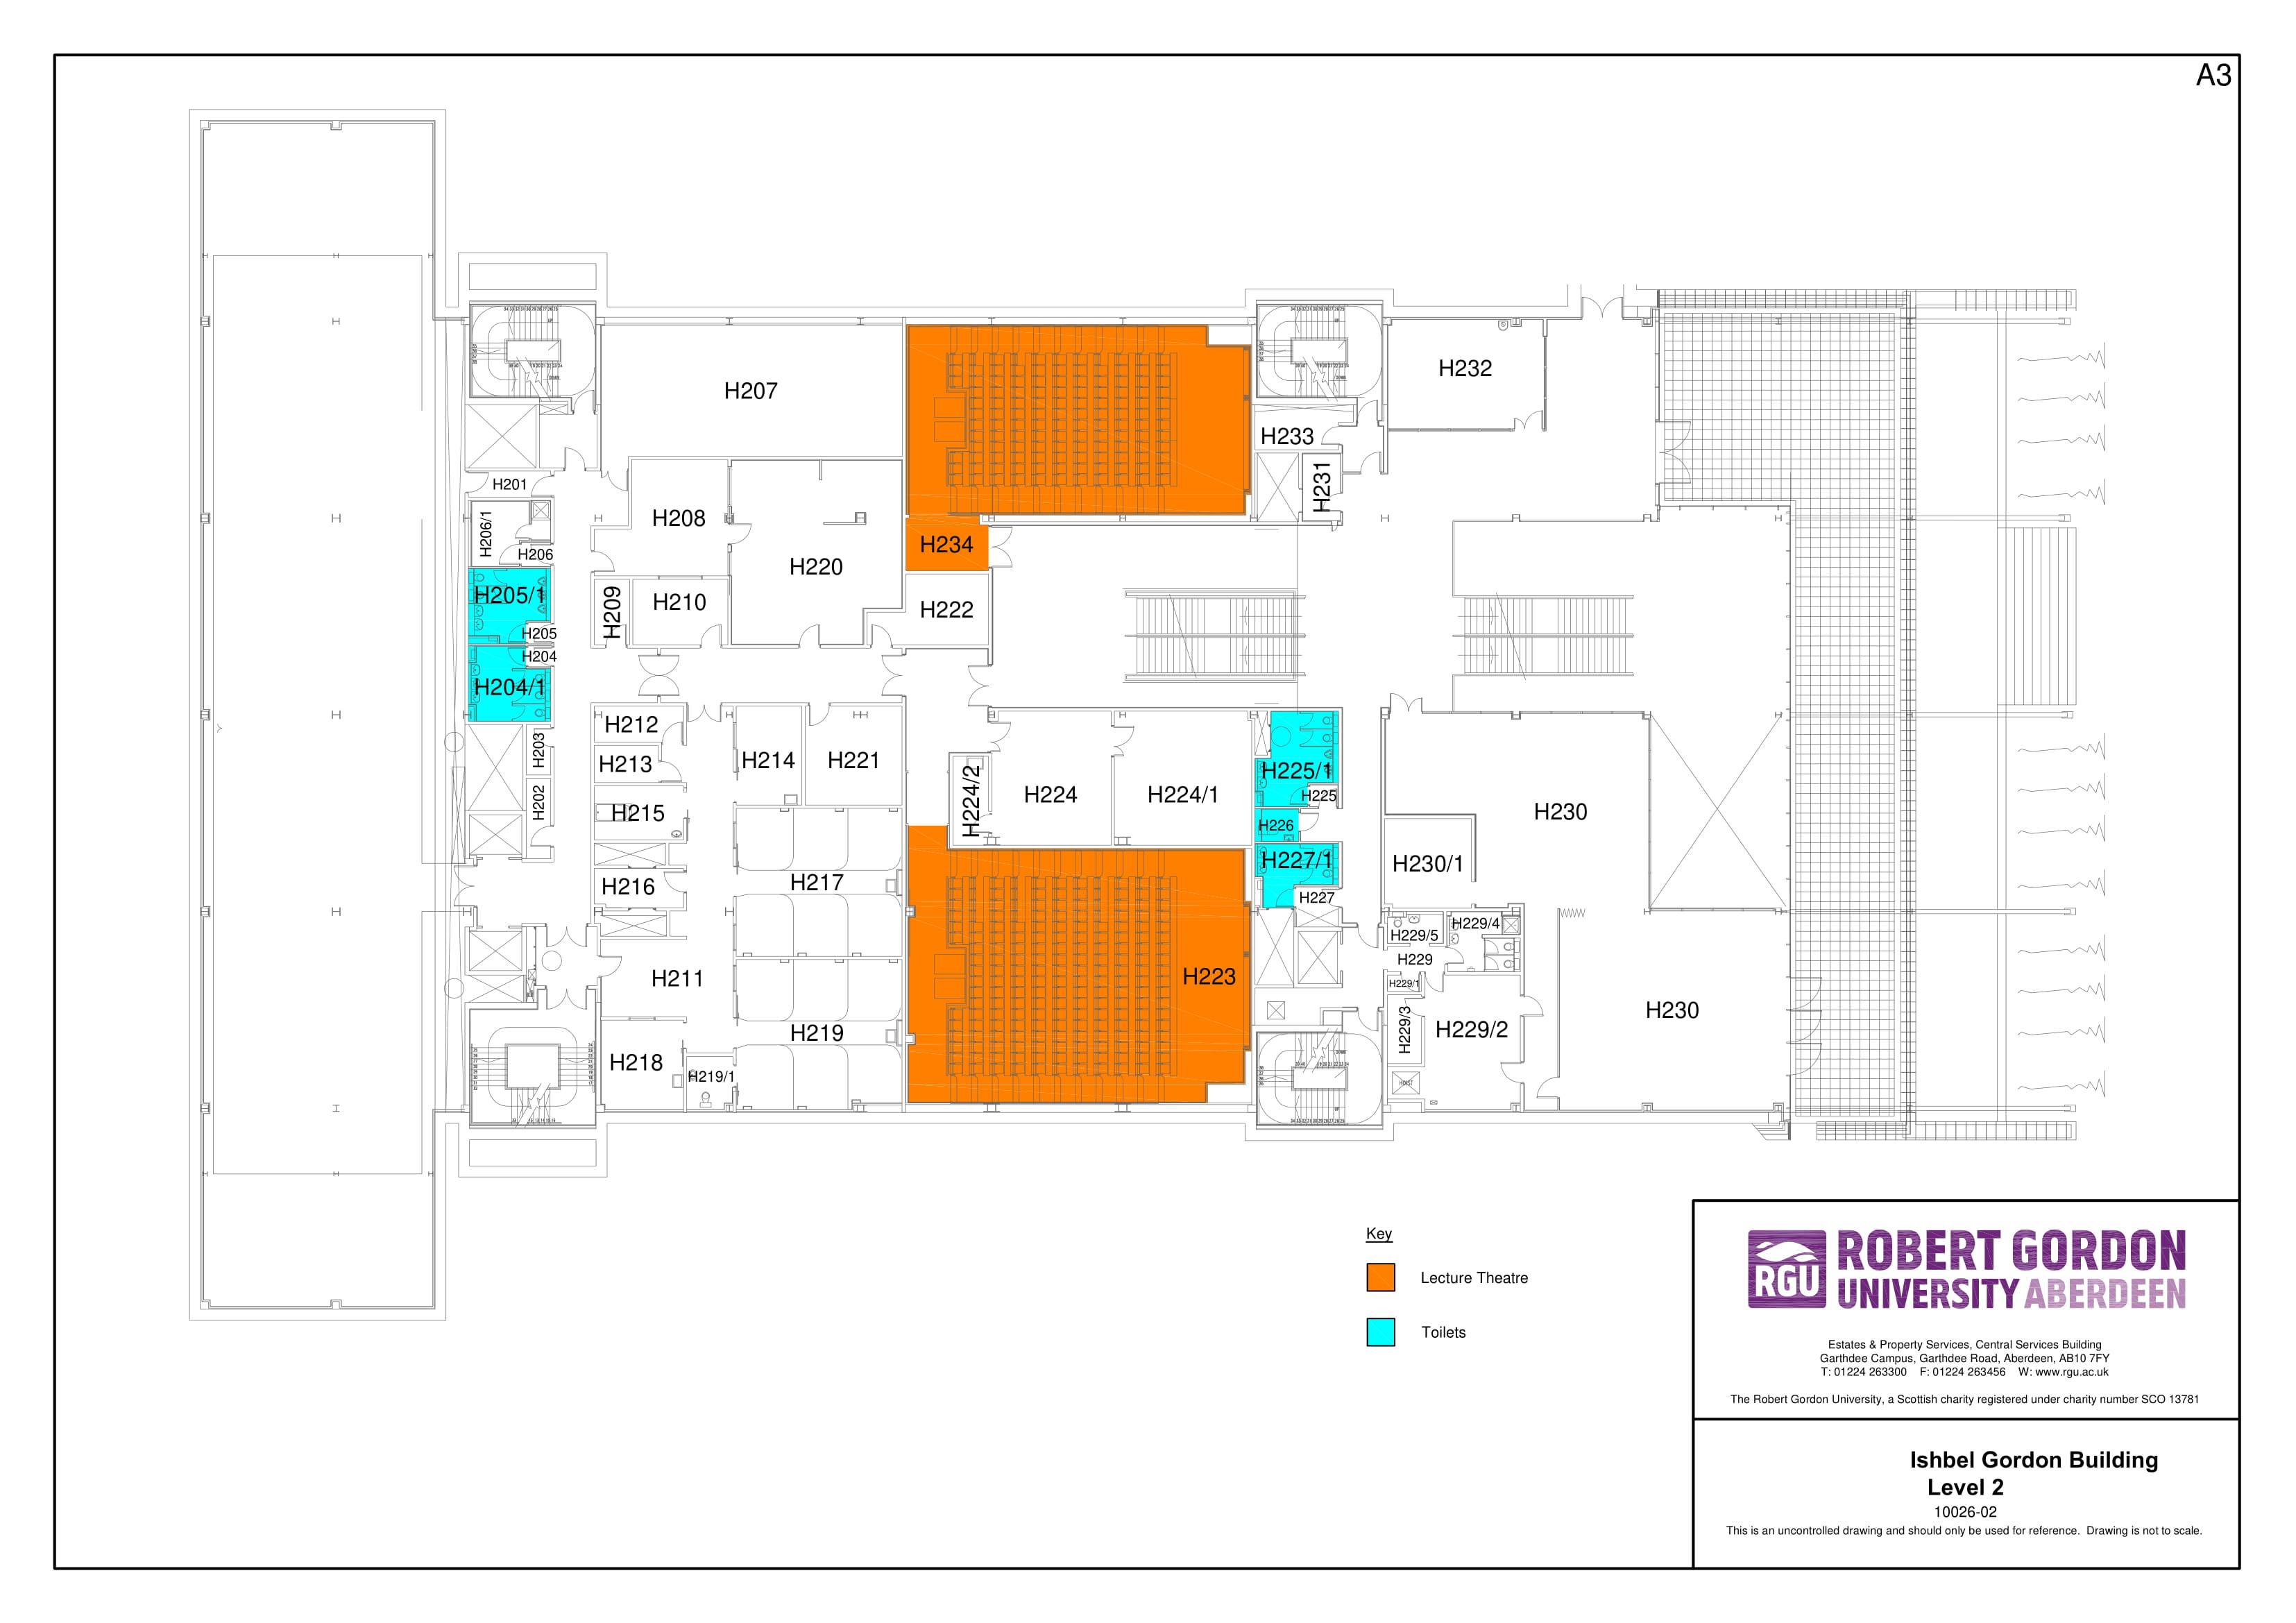 A3
H207
H232
H233
H231
H201
H206/1
H206
H208
H220
H234
H205/1
H205
H209
H210
H222
H204
H204/1
H212
H213
H203
H202
H214
H221
H224/2
H224
H224/1
H225/1
H225
H226
H215
H216
H217
H227/1
H227
H230
H230/1
H229/5
H229/4
H229
H229/1
H229/3
H229/2
H230
H211
H223
H218
H219
H219/1
HOIST
Key
Lecture Theatre
Toilets
RGU
ROBERT GORDON
UNIVERSITY ABERDEEN
Estates & Property Services, Central Services Building
Garthdee Campus, Garthdee Road, Aberdeen, AB10 7FY
T: 01224 263300 F: 01224 263456 W: www.rgu.ac.uk
The Robert Gordon University, a Scottish charity registered under charity number SCO 13781
Ishbel Gordon Building
Level 2
10026-02
This is an uncontrolled drawing and should only be used for reference. Drawing is not to scale.